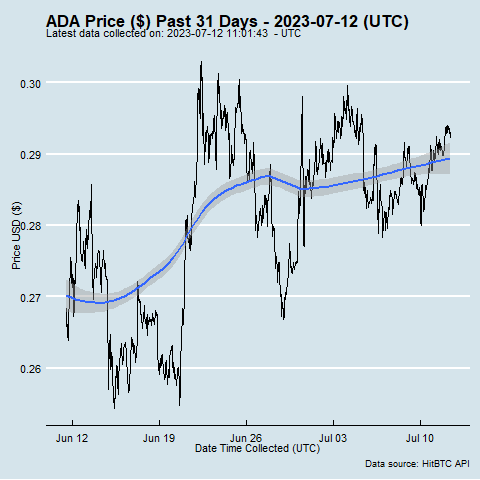 ADA Price ($) Past 31 Days - 2023-07-12 (UTC)
Latest data collected on: 2023-07-12 11:01:43 - UTC
Price USD ($)
0.30
0.29
0.28
0.27
0.26
Jun 12 Jun 19 Jun 26 Jul 03 Jul 10
Date Time Collected (UTC)
Data source: HitBTC API